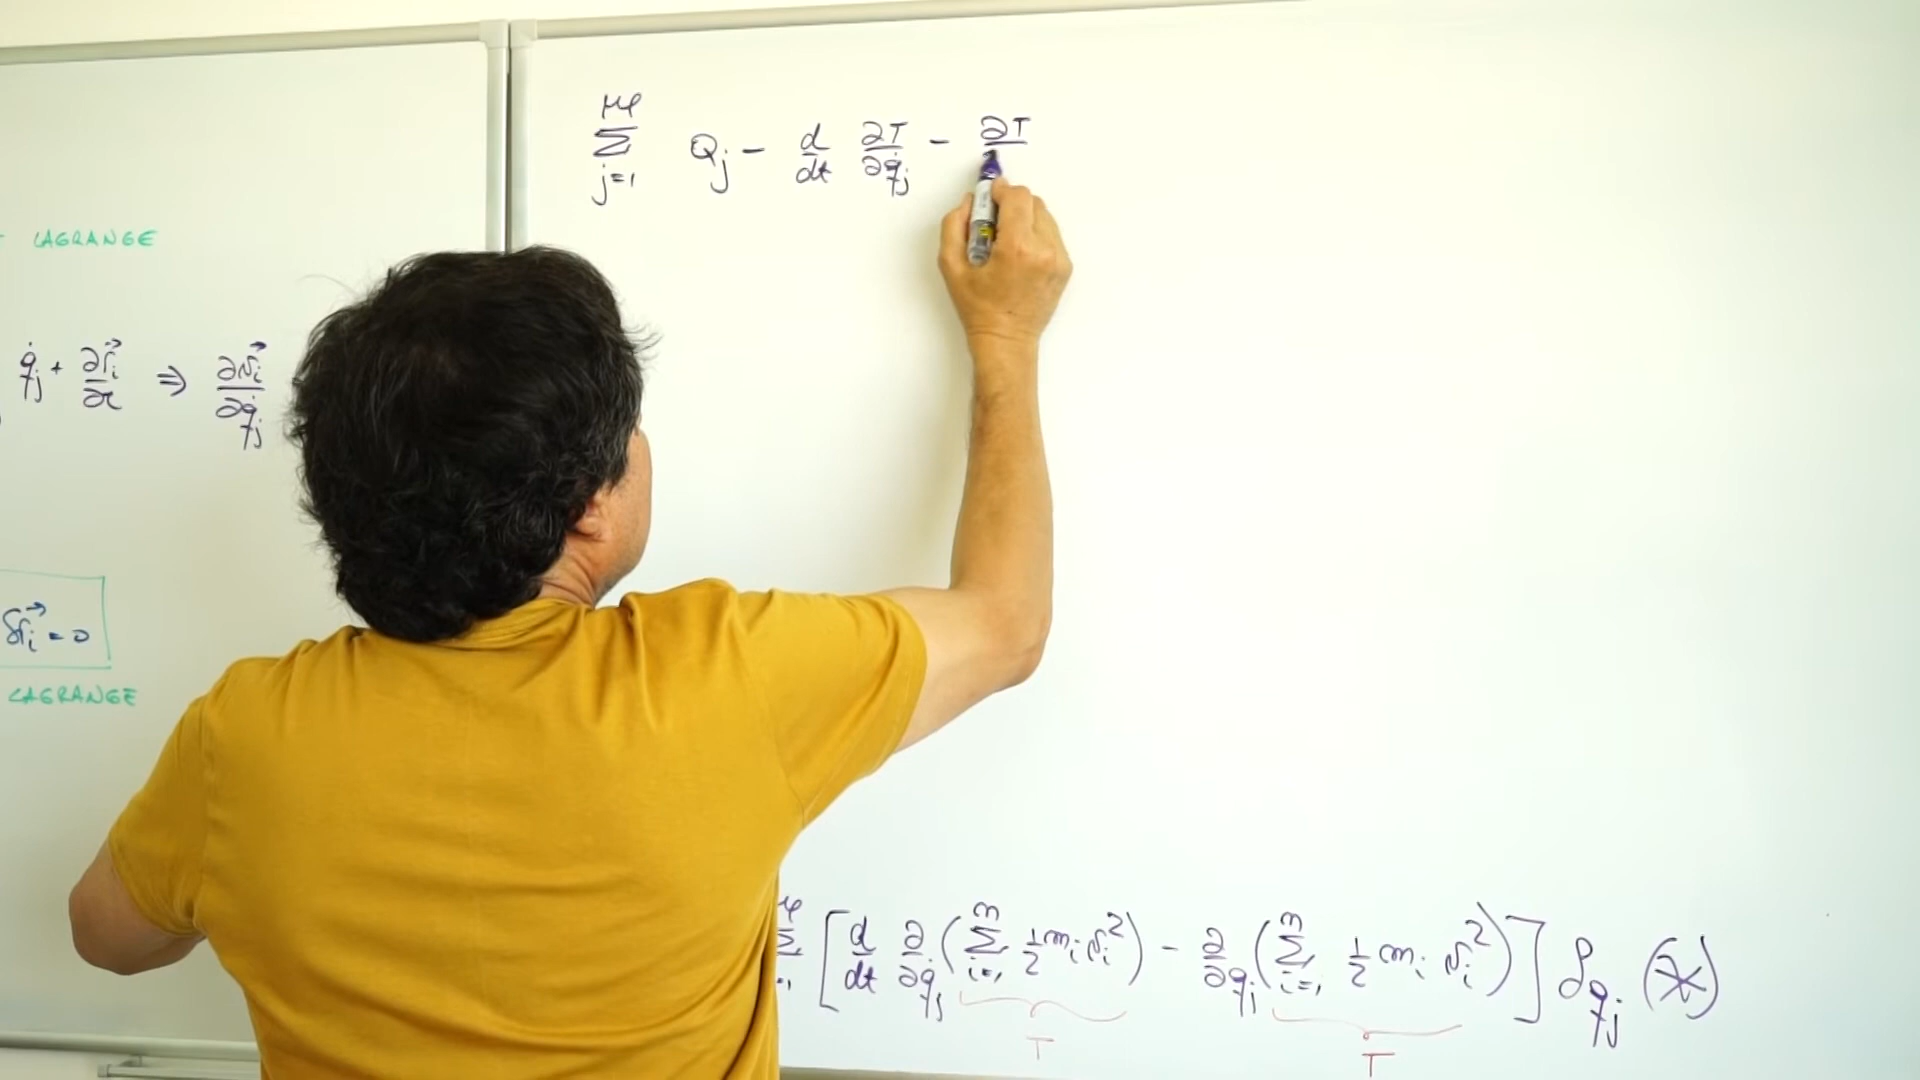 LAGRANGE
q̇_j + ∂r⃗_i/∂t ⇒ ∂v⃗_i/∂q̇_j
δr⃗_i = 0
LAGRANGE
Σ_{j=1} Q_j - d/dt ∂T/∂q̇_j - ∂T
[d/dt ∂/∂q̇_j (Σ_{i=1}^{n} 1/2 m_i v_i^2) - ∂/∂q_j (Σ_{i=1}^{n} 1/2 m_i v_i^2)] δq_j (*)
T T